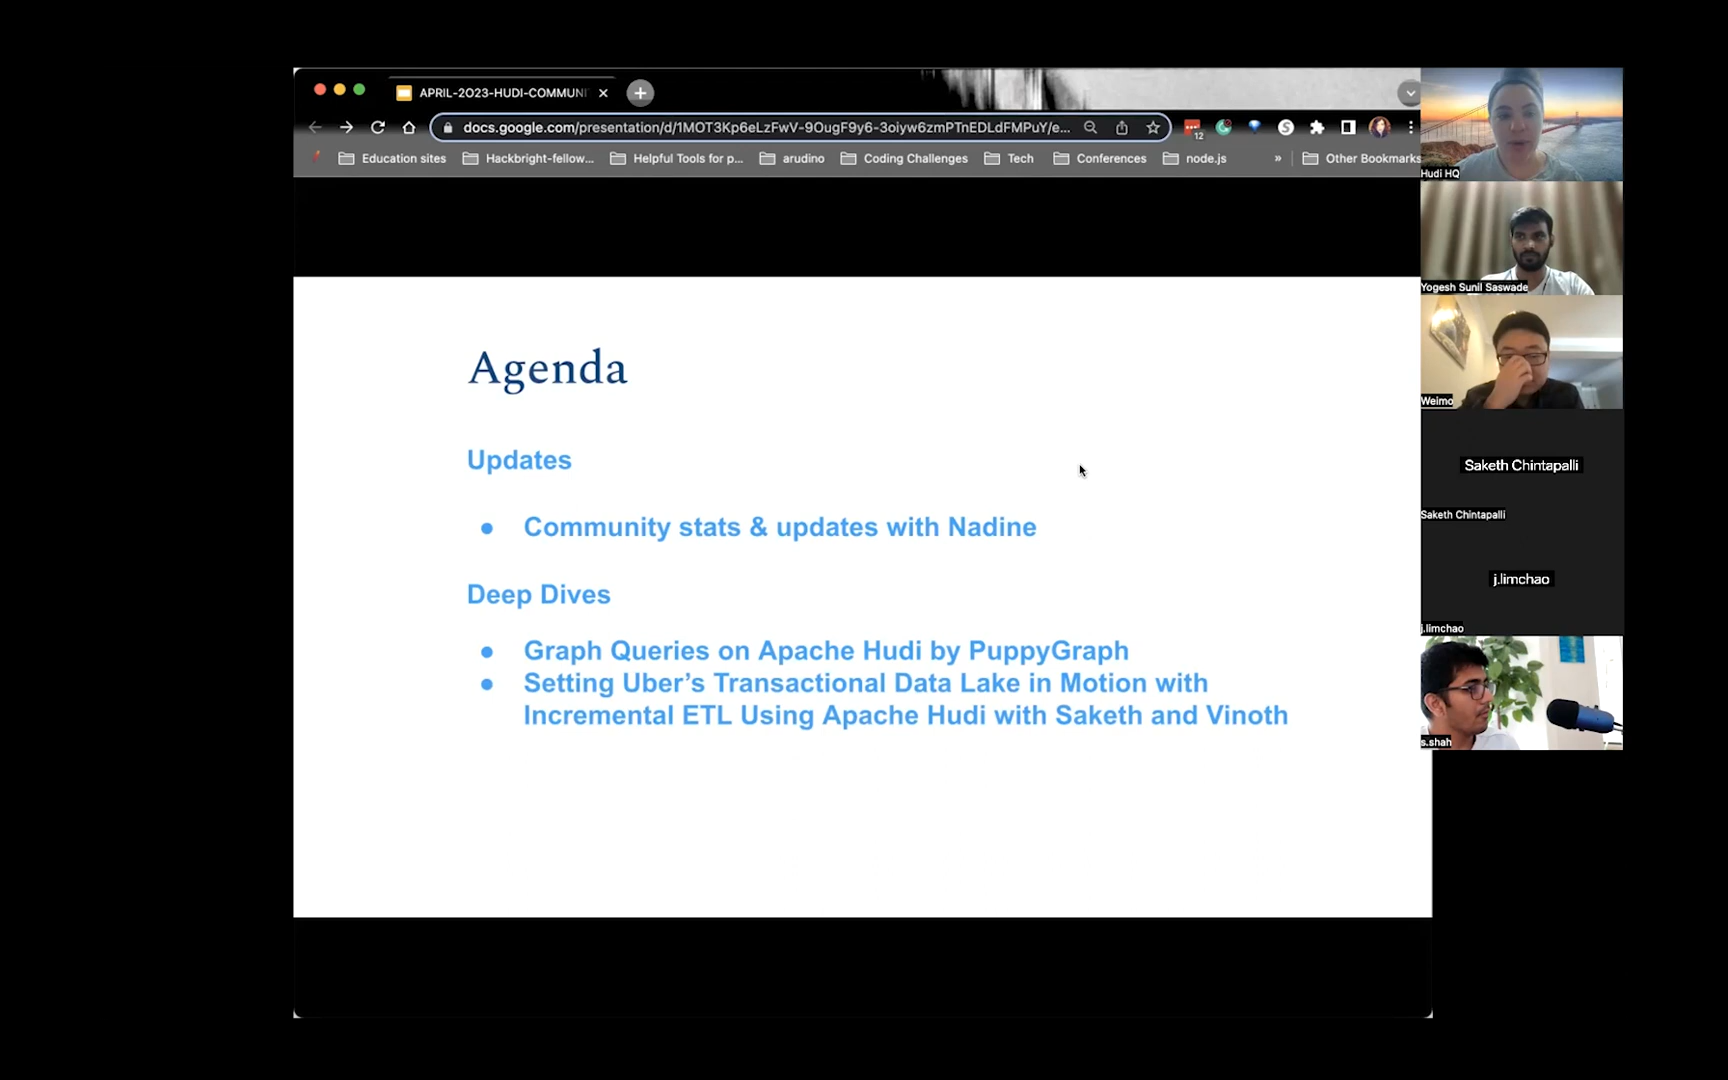 APRIL-2023-HUDI-COMMUNI
docs.google.com/presentation/d/1MOT3Kp6eLzFwV-9OugF9y6-3oiyw6zmPTnEDLdFMPuY/e...
12
Education sites
Hackbright-fellow...
Helpful Tools for p...
arudino
Coding Challenges
Tech
Conferences
node.js
»
Other Bookmarks
Agenda
Updates
● Community stats & updates with Nadine
Deep Dives
● Graph Queries on Apache Hudi by PuppyGraph
● Setting Uber’s Transactional Data Lake in Motion with
Incremental ETL Using Apache Hudi with Saketh and Vinoth
Hudi HQ
Yogesh Sunil Saswade
Weimo
Saketh Chintapalli
Saketh Chintapalli
j.limchao
j.limchao
s.shah